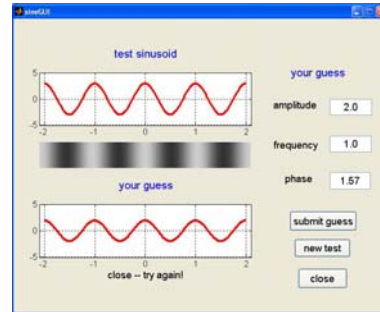 sineGUI
test sinusoid
5
0
-5
-2 -1 0 1 2
your guess
5
0
-5
-2 -1 0 1 2
close -- try again!
your guess
amplitude 2.0
frequency 1.0
phase 1.57
submit guess
new test
close